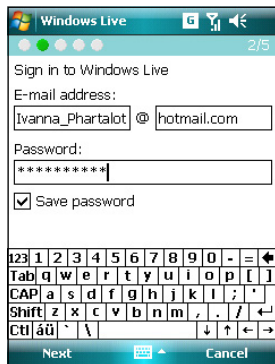 Windows Live G
2/5
Sign in to Windows Live
E-mail address:
Ivanna_Phartalot @ hotmail.com
Password:
**********
Save password
123 1 2 3 4 5 6 7 8 9 0 - =
Tab q w e r t y u i o p [ ]
CAP a s d f g h j k l ; '
Shift z x c v b n m , . /
Ctl áü ` \
Next Cancel